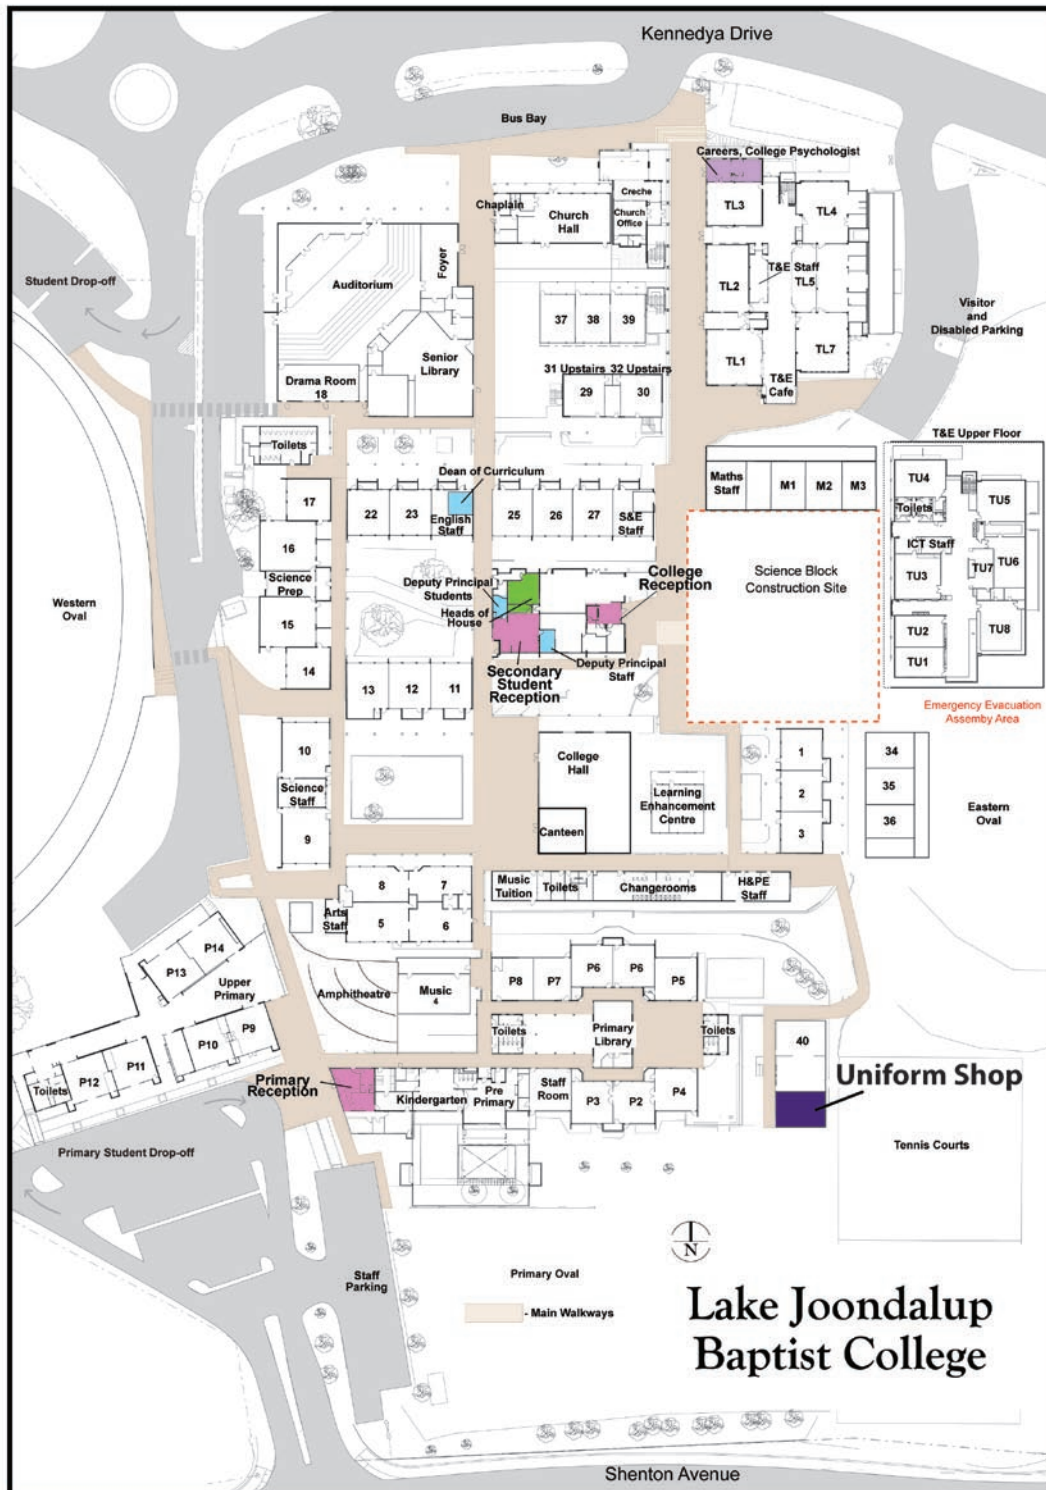 Kennedya Drive
Bus Bay
Careers, College Psychologist
Creche
Chaplain
Church
Hall
Church
Office
TL3
TL4
Student Drop-off
Auditorium
Foyer
T&E Staff
TL2
TL5
Visitor
and
Disabled Parking
37
38
39
Senior
Library
TL1
TL7
31 Upstairs
32 Upstairs
Drama Room
18
29
30
T&E
Cafe
Toilets
T&E Upper Floor
Dean of Curriculum
Maths
Staff
M1
M2
M3
TU4
TU5
Toilets
17
22
23
English
Staff
25
26
27
S&E
Staff
16
ICT Staff
Science
Prep
Deputy Principal
Students
College
Reception
Science Block
Construction Site
TU3
TU7
TU6
Western
Oval
Heads of
House
15
TU2
TU8
14
Secondary
Student
Reception
Deputy Principal
Staff
TU1
13
12
11
Emergency Evacuation
Assemby Area
10
College
Hall
1
34
Science
Staff
Learning
Enhancement
Centre
2
35
Eastern
Oval
9
Canteen
3
36
8
7
Music
Tuition
Toilets
Changerooms
H&PE
Staff
Arts
Staff
5
6
P14
P13
P8
P7
P6
P6
P5
Upper
Primary
Amphitheatre
Music
4
P9
Toilets
Primary
Library
Toilets
40
P10
P11
P12
Toilets
Primary
Reception
Kindergarten
Pre
Primary
Staff
Room
P3
P2
P4
Uniform Shop
Primary Student Drop-off
Tennis Courts
N
Staff
Parking
Primary Oval
- Main Walkways
Lake Joondalup
Baptist College
Shenton Avenue